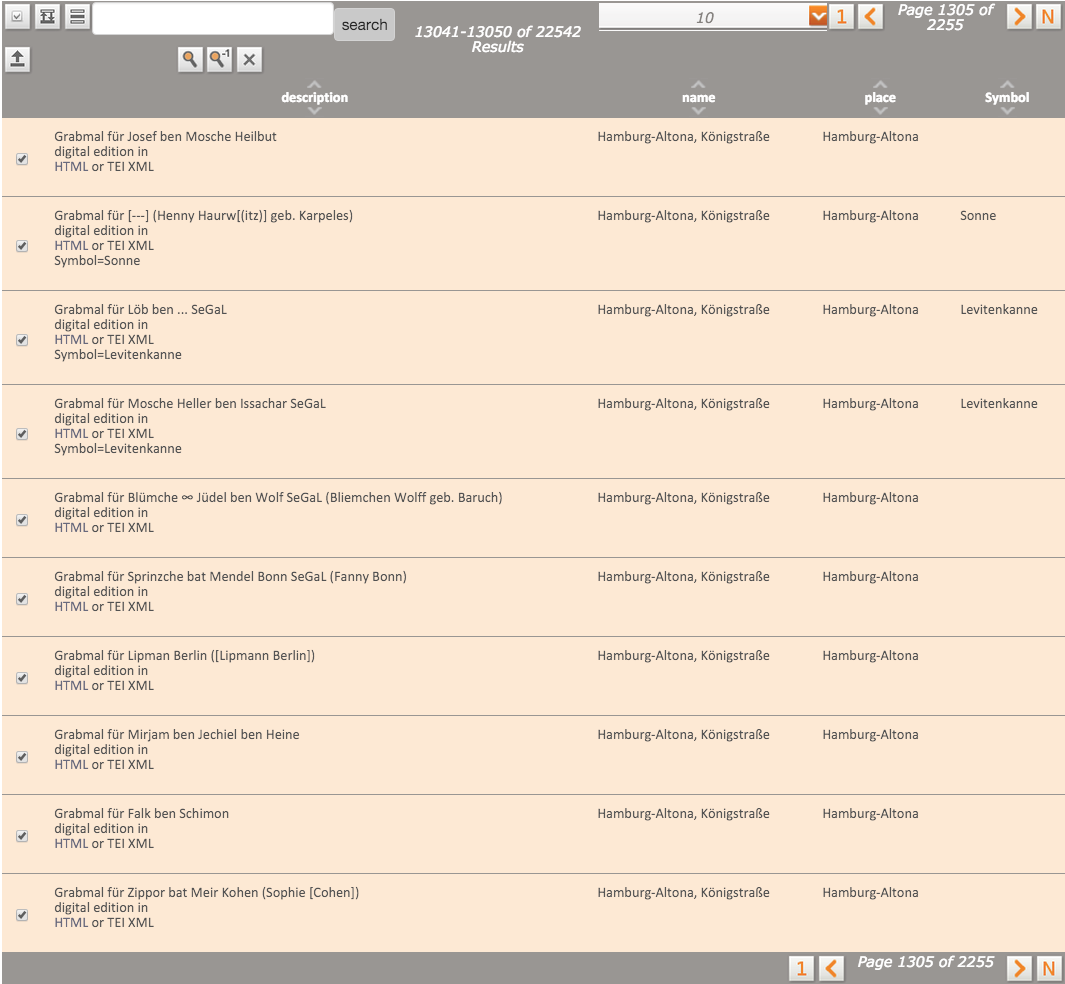 search
13041-13050 of 22542
Results
10
1
Page 1305 of
2255
N
-1
description
name
place
Symbol
Grabmal für Josef ben Mosche Heilbut
Hamburg-Altona, Königstraße
Hamburg-Altona
digital edition in
HTML or TEI XML
Grabmal für [---] (Henny Haurw[(itz)] geb. Karpeles)
Hamburg-Altona, Königstraße
Hamburg-Altona
Sonne
digital edition in
HTML or TEI XML
Symbol=Sonne
Grabmal für Löb ben ... SeGaL
Hamburg-Altona, Königstraße
Hamburg-Altona
Levitenkanne
digital edition in
HTML or TEI XML
Symbol=Levitenkanne
Grabmal für Mosche Heller ben Issachar SeGaL
Hamburg-Altona, Königstraße
Hamburg-Altona
Levitenkanne
digital edition in
HTML or TEI XML
Symbol=Levitenkanne
Grabmal für Blümche ∞ Jüdel ben Wolf SeGaL (Bliemchen Wolff geb. Baruch)
Hamburg-Altona, Königstraße
Hamburg-Altona
digital edition in
HTML or TEI XML
Grabmal für Sprinzche bat Mendel Bonn SeGaL (Fanny Bonn)
Hamburg-Altona, Königstraße
Hamburg-Altona
digital edition in
HTML or TEI XML
Grabmal für Lipman Berlin ([Lipmann Berlin])
Hamburg-Altona, Königstraße
Hamburg-Altona
digital edition in
HTML or TEI XML
Grabmal für Mirjam ben Jechiel ben Heine
Hamburg-Altona, Königstraße
Hamburg-Altona
digital edition in
HTML or TEI XML
Grabmal für Falk ben Schimon
Hamburg-Altona, Königstraße
Hamburg-Altona
digital edition in
HTML or TEI XML
Grabmal für Zippor bat Meir Kohen (Sophie [Cohen])
Hamburg-Altona, Königstraße
Hamburg-Altona
digital edition in
HTML or TEI XML
1
Page 1305 of 2255
N